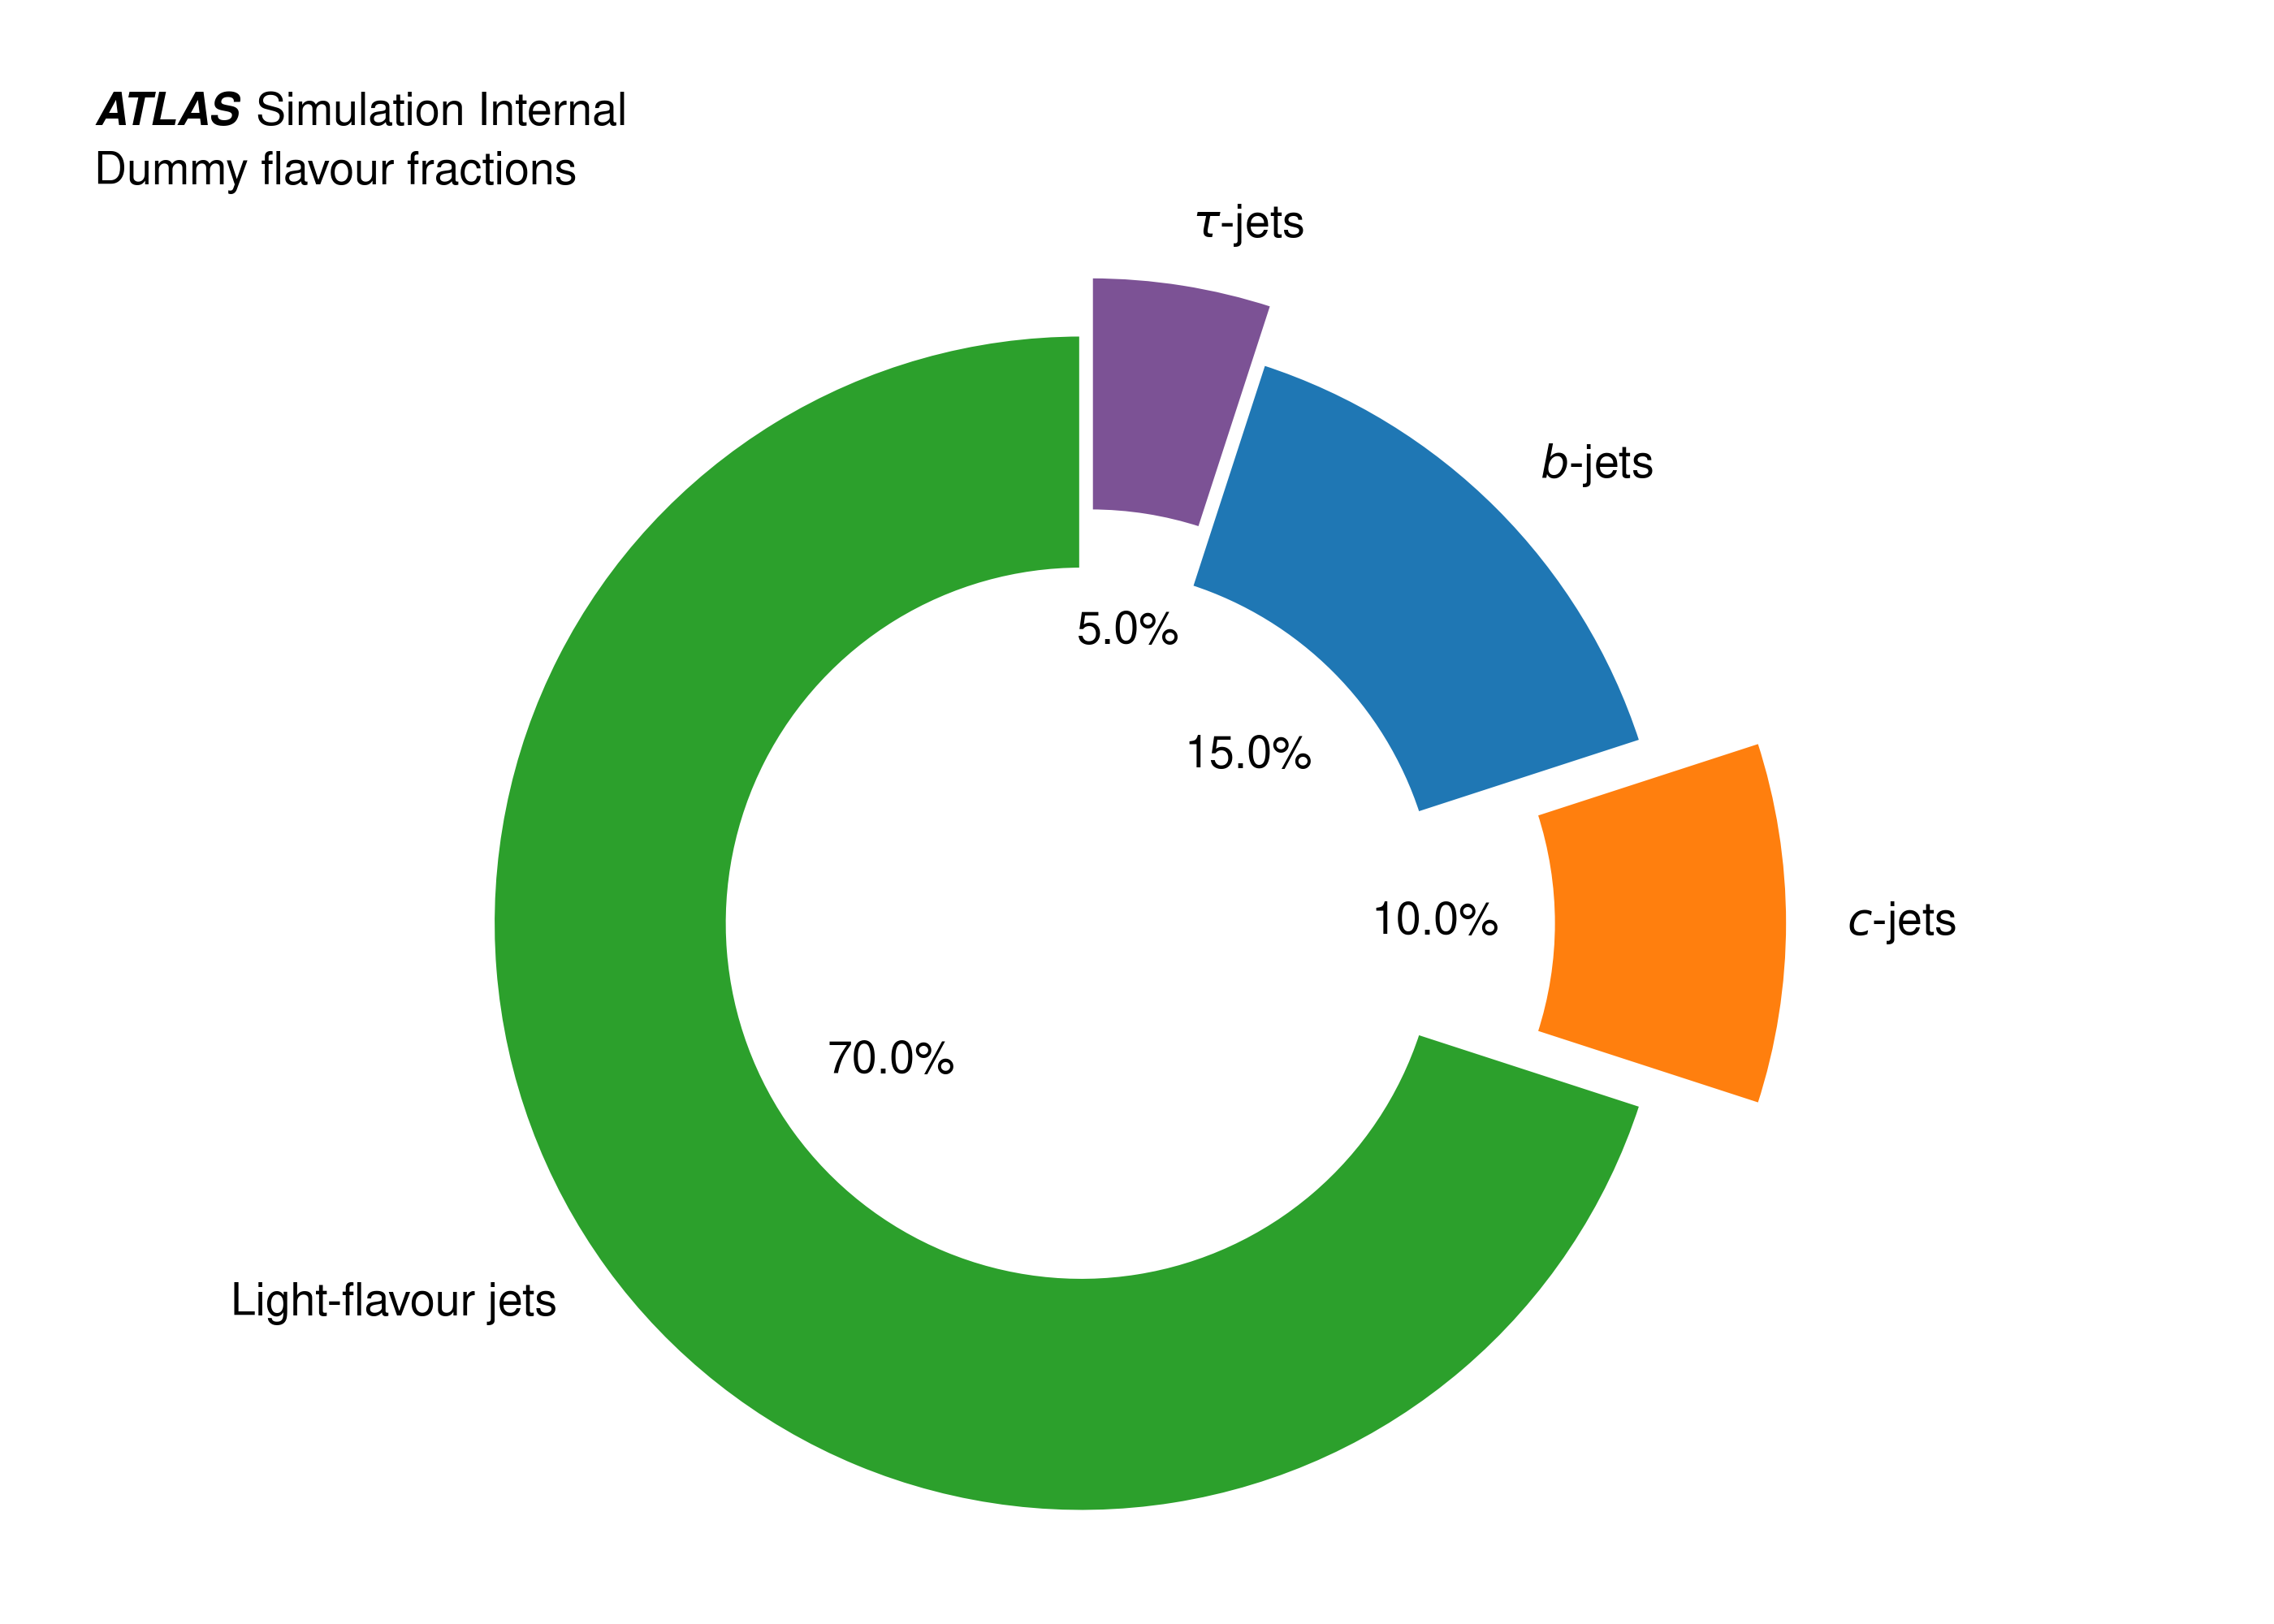 ATLAS Simulation Internal
Dummy flavour fractions
τ-jets
b-jets
5.0%
15.0%
10.0%
c-jets
70.0%
Light-flavour jets